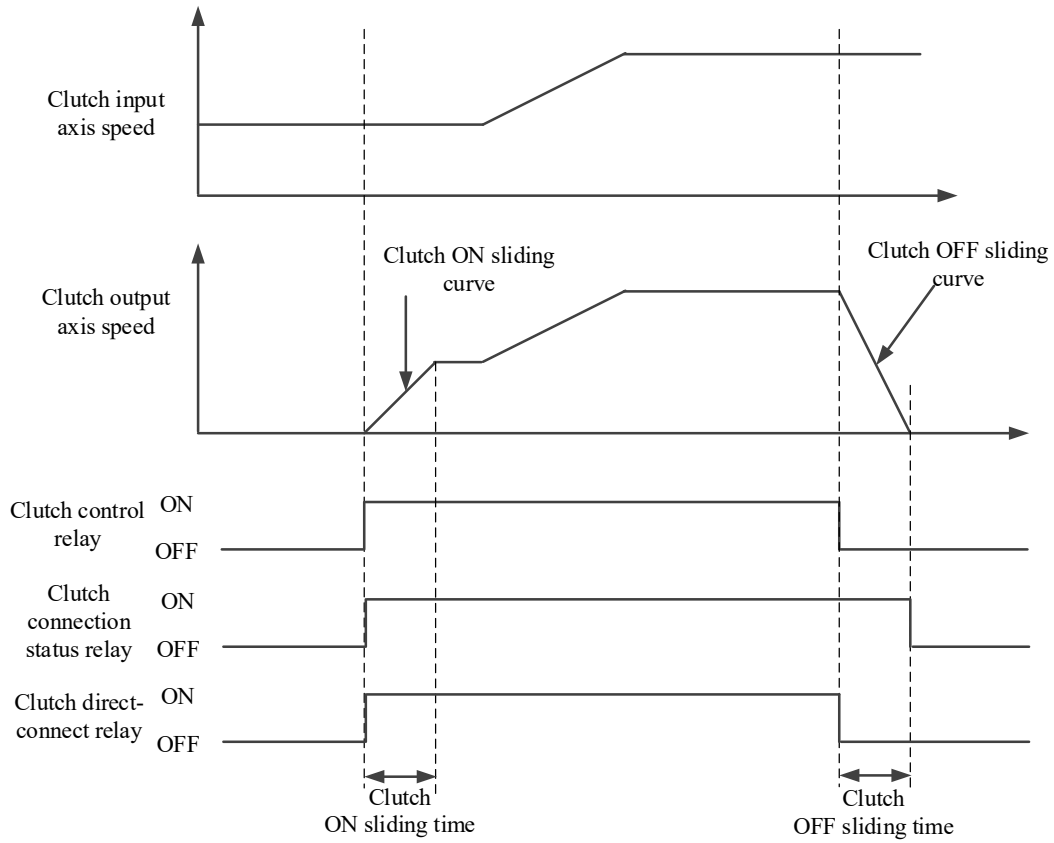 Clutch input
axis speed
Clutch ON sliding
curve
Clutch OFF sliding
curve
Clutch output
axis speed
Clutch control
relay
ON
OFF
Clutch
connection
status relay
ON
OFF
Clutch direct-
connect relay
ON
OFF
Clutch
ON sliding time
Clutch
OFF sliding time